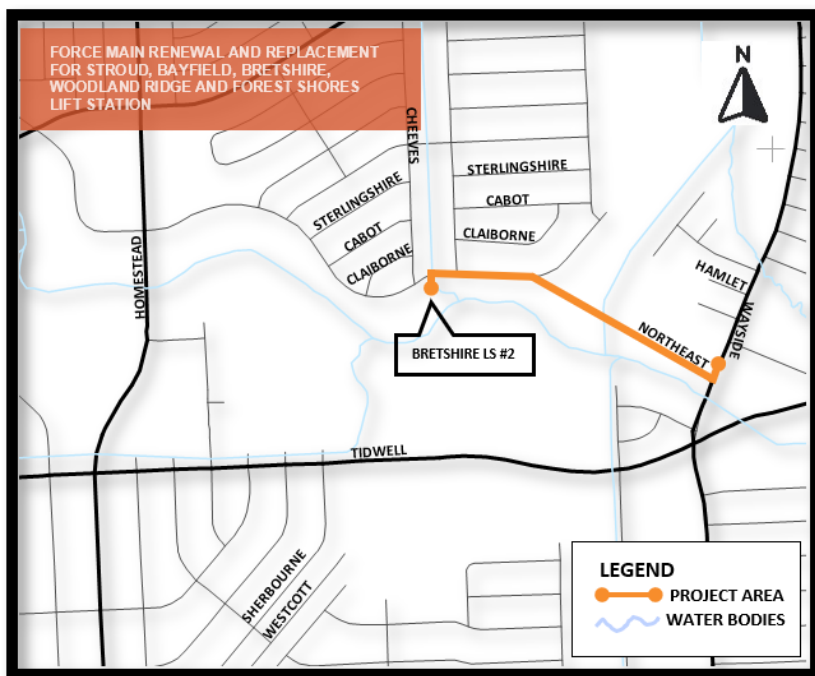 FORCE MAIN RENEWAL AND REPLACEMENT
FOR STROUD, BAYFIELD, BRETSHIRE,
WOODLAND RIDGE AND FOREST SHORES
LIFT STATION
N
CHEEVES
STERLINGSHIRE
STERLINGSHIRE
CABOT
CABOT
CLAIBORNE
CLAIBORNE
HOMESTEAD
HAMLET
WAYSIDE
NORTHEAST
BRETSHIRE LS #2
TIDWELL
SHERBOURNE
WESTCOTT
LEGEND
PROJECT AREA
WATER BODIES